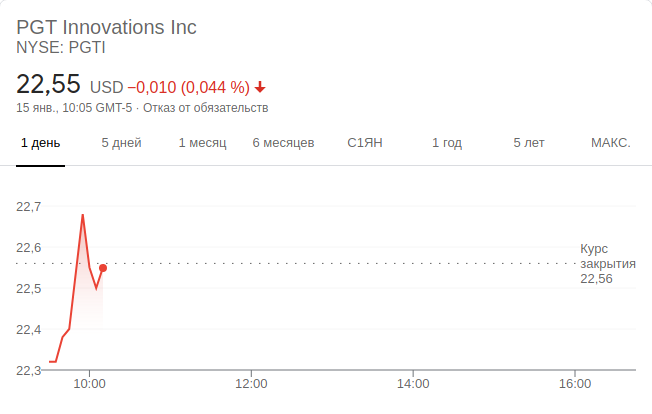 PGT Innovations Inc
NYSE: PGTI
22,55 USD −0,010 (0,044 %)
15 янв., 10:05 GMT-5 · Отказ от обязательств
1 день 5 дней 1 месяц 6 месяцев С1ЯН 1 год 5 лет МАКС.
22,7
22,6
22,5
22,4
22,3
Курс
закрытия
22,56
10:00 12:00 14:00 16:00